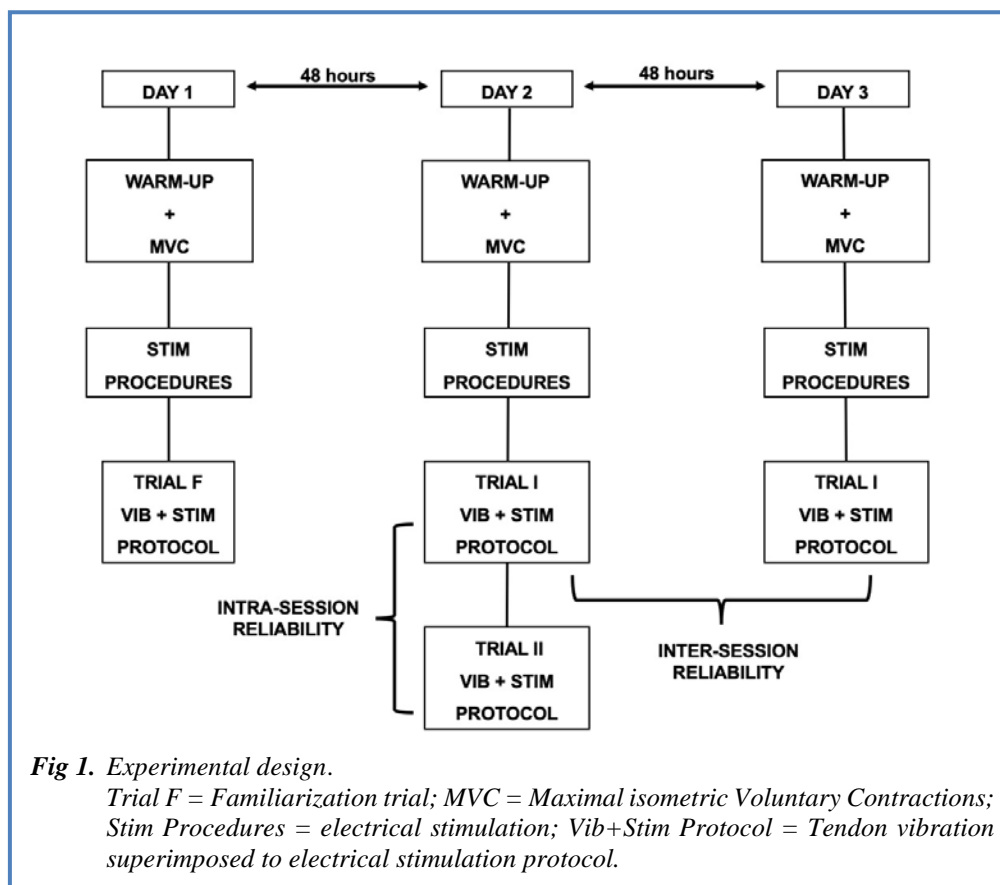 48 hours
48 hours
DAY 1
DAY 2
DAY 3
WARM-UP
+
MVC
WARM-UP
+
MVC
WARM-UP
+
MVC
STIM
PROCEDURES
STIM
PROCEDURES
STIM
PROCEDURES
TRIAL F
VIB + STIM
PROTOCOL
TRIAL I
VIB + STIM
PROTOCOL
TRIAL I
VIB + STIM
PROTOCOL
INTRA-SESSION
RELIABILITY
TRIAL II
VIB + STIM
PROTOCOL
INTER-SESSION
RELIABILITY
Fig 1. Experimental design.
Trial F = Familiarization trial; MVC = Maximal isometric Voluntary Contractions;
Stim Procedures = electrical stimulation; Vib+Stim Protocol = Tendon vibration
superimposed to electrical stimulation protocol.